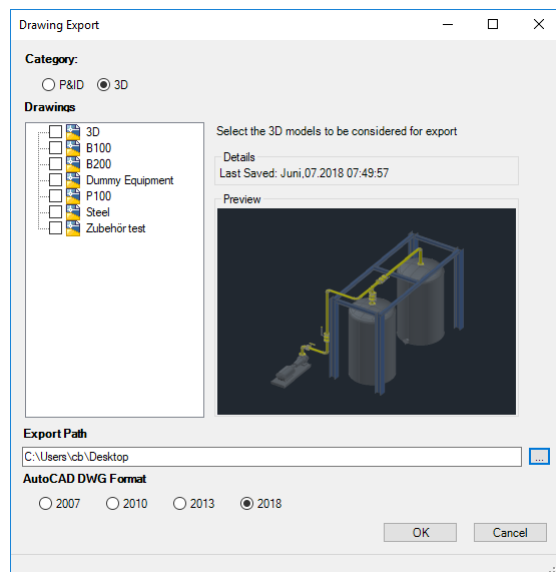 Drawing Export
Category:
P&ID 3D
Drawings
3D
B100
B200
Dummy Equipment
P100
Steel
Zubehör test
Select the 3D models to be considered for export
Details
Last Saved: Juni,07.2018 07:49:57
Preview
Export Path
C:\Users\cb\Desktop
...
AutoCAD DWG Format
2007 2010 2013 2018
OK Cancel